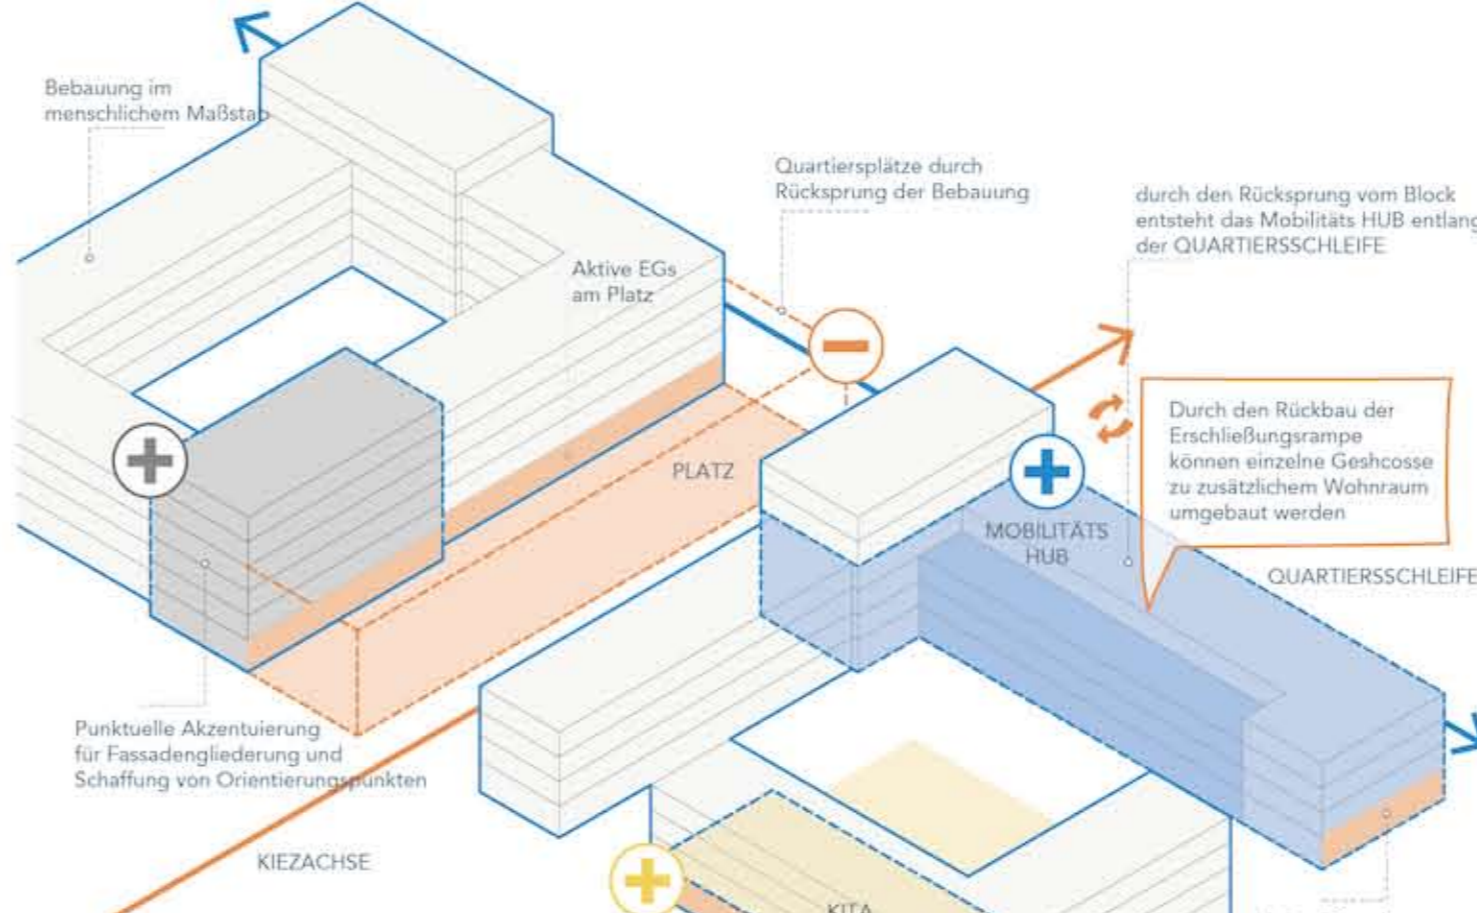 Bebauung im
menschlichem Maßstab
Quartiersplätze durch
Rücksprung der Bebauung
durch den Rücksprung vom Block
entsteht das Mobilitäts HUB entlang
der QUARTIERSSCHLEIFE
Aktive EGs
am Platz
Durch den Rückbau der
Erschließungsrampe
können einzelne Geshcosse
zu zusätzlichem Wohnraum
umgebaut werden
PLATZ
MOBILITÄTS
HUB
QUARTIERSSCHLEIFE
Punktuelle Akzentuierung
für Fassadengliederung und
Schaffung von Orientierungspunkten
KIEZACHSE
KITA